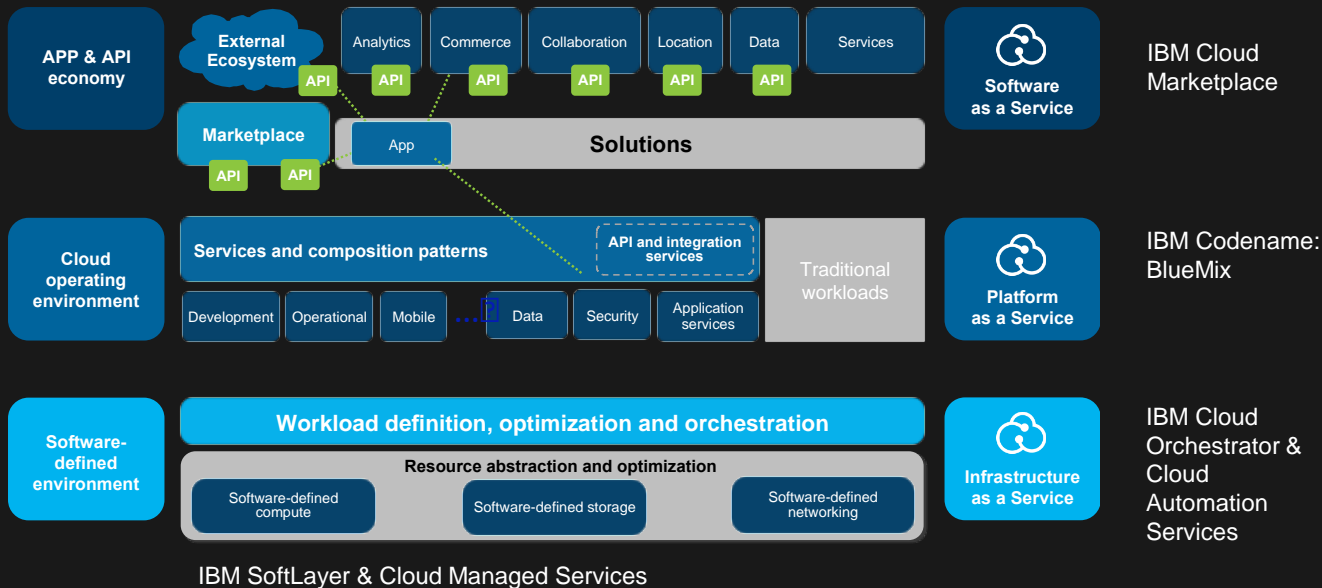 APP & API
economy
External
Ecosystem
API
Analytics
API
Commerce
API
Collaboration
API
Location
API
Data
API
Services
Software
as a Service
IBM Cloud
Marketplace
Marketplace
API
API
App
Solutions
Cloud
operating
environment
Services and composition patterns
API and integration
services
Traditional
workloads
Development
Operational
Mobile
...
Data
Security
Application
services
Platform
as a Service
IBM Codename:
BlueMix
Software-
defined
environment
Workload definition, optimization and orchestration
Resource abstraction and optimization
Software-defined
compute
Software-defined storage
Software-defined
networking
Infrastructure
as a Service
IBM Cloud
Orchestrator &
Cloud
Automation
Services
IBM SoftLayer & Cloud Managed Services